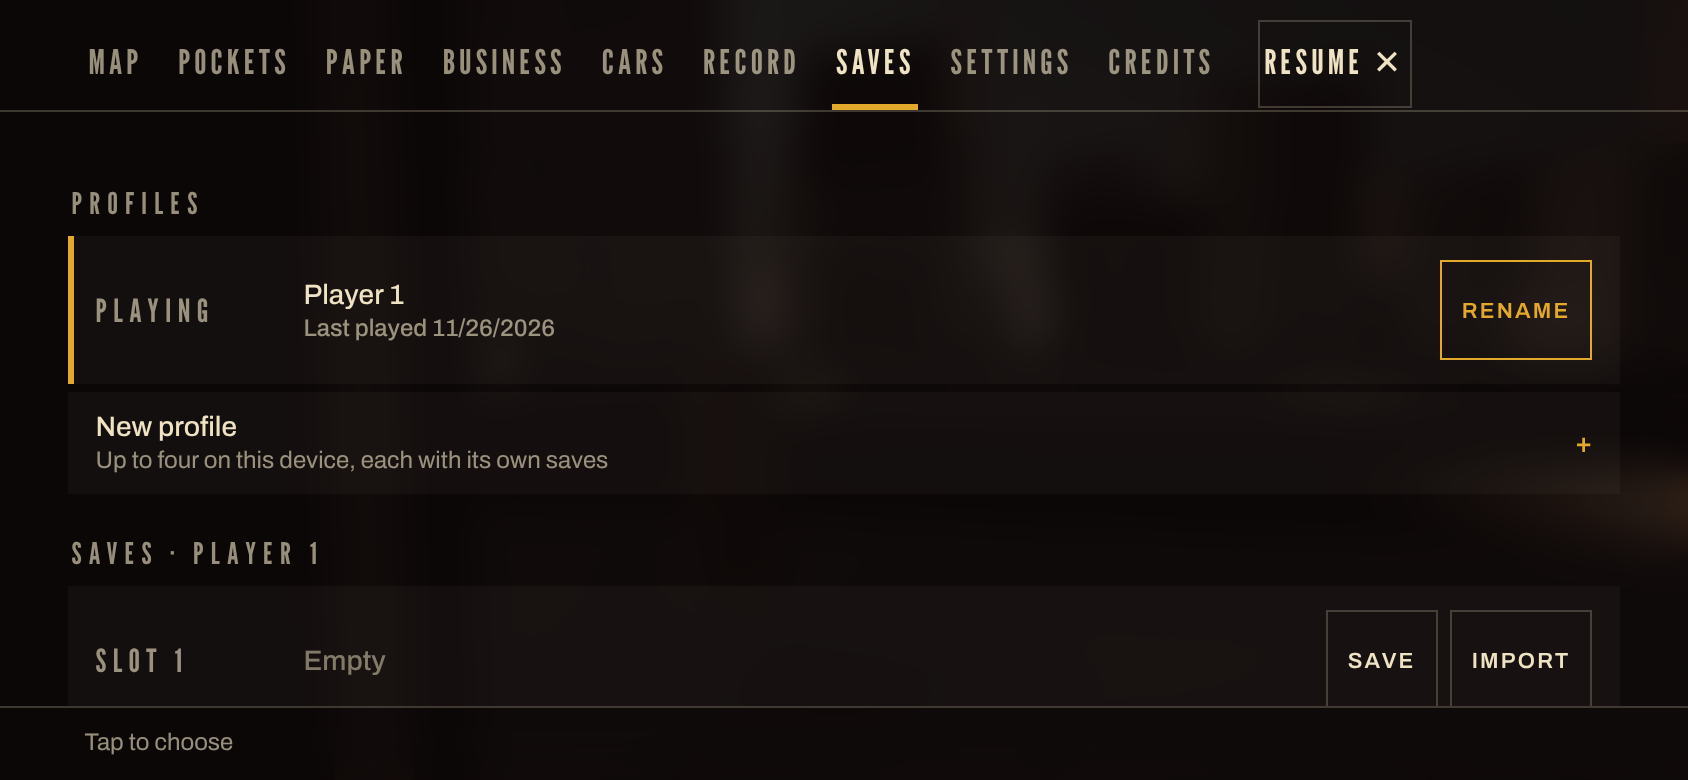 MAP POCKETS PAPER BUSINESS CARS RECORD SAVES SETTINGS CREDITS RESUME ✕
PROFILES
PLAYING
Player 1
Last played 11/26/2026
RENAME
New profile
Up to four on this device, each with its own saves
+
SAVES · PLAYER 1
SLOT 1 Empty SAVE IMPORT
Tap to choose